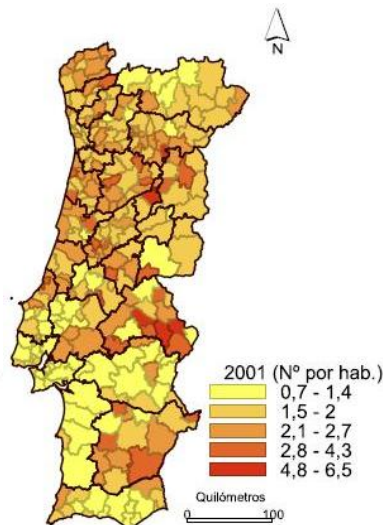 N
2001 (Nº por hab.)
0,7 - 1,4
1,5 - 2
2,1 - 2,7
2,8 - 4,3
4,8 - 6,5
Quilómetros
0 100